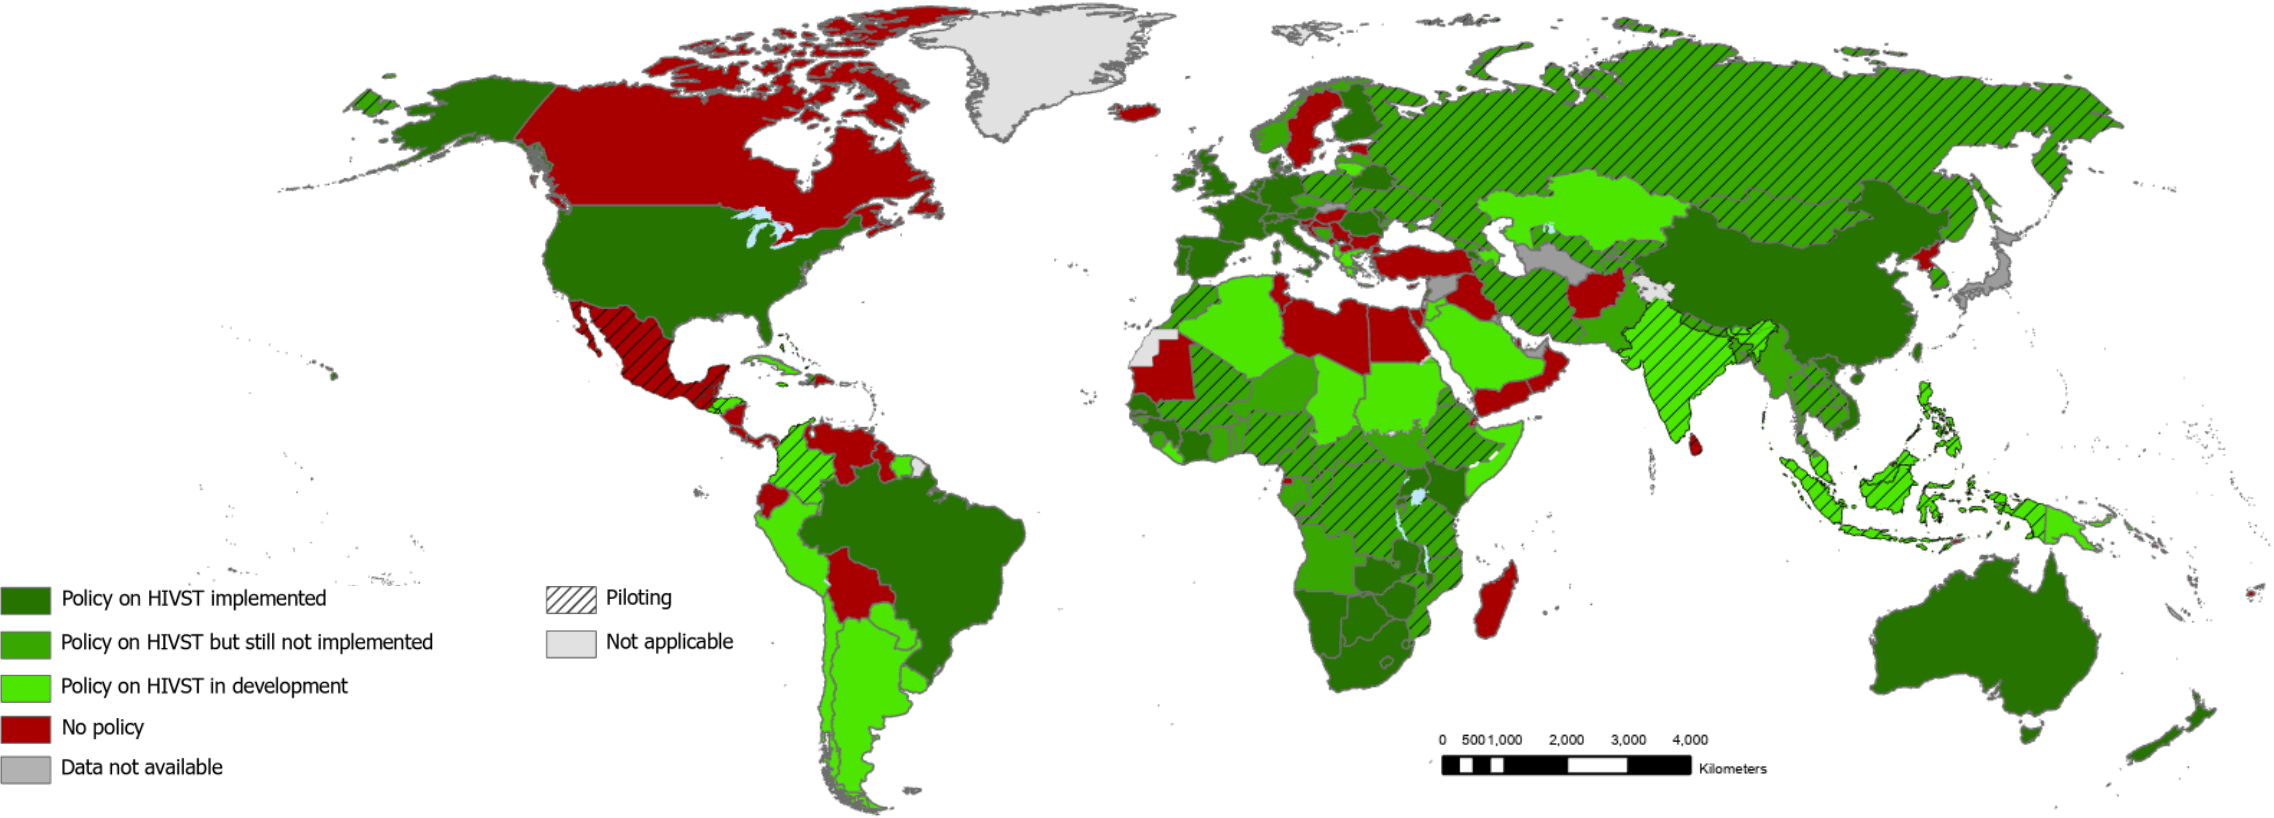 Policy on HIVST implemented
Policy on HIVST but still not implemented
Policy on HIVST in development
No policy
Data not available
Piloting
Not applicable
0 500 1,000 2,000 3,000 4,000
Kilometers